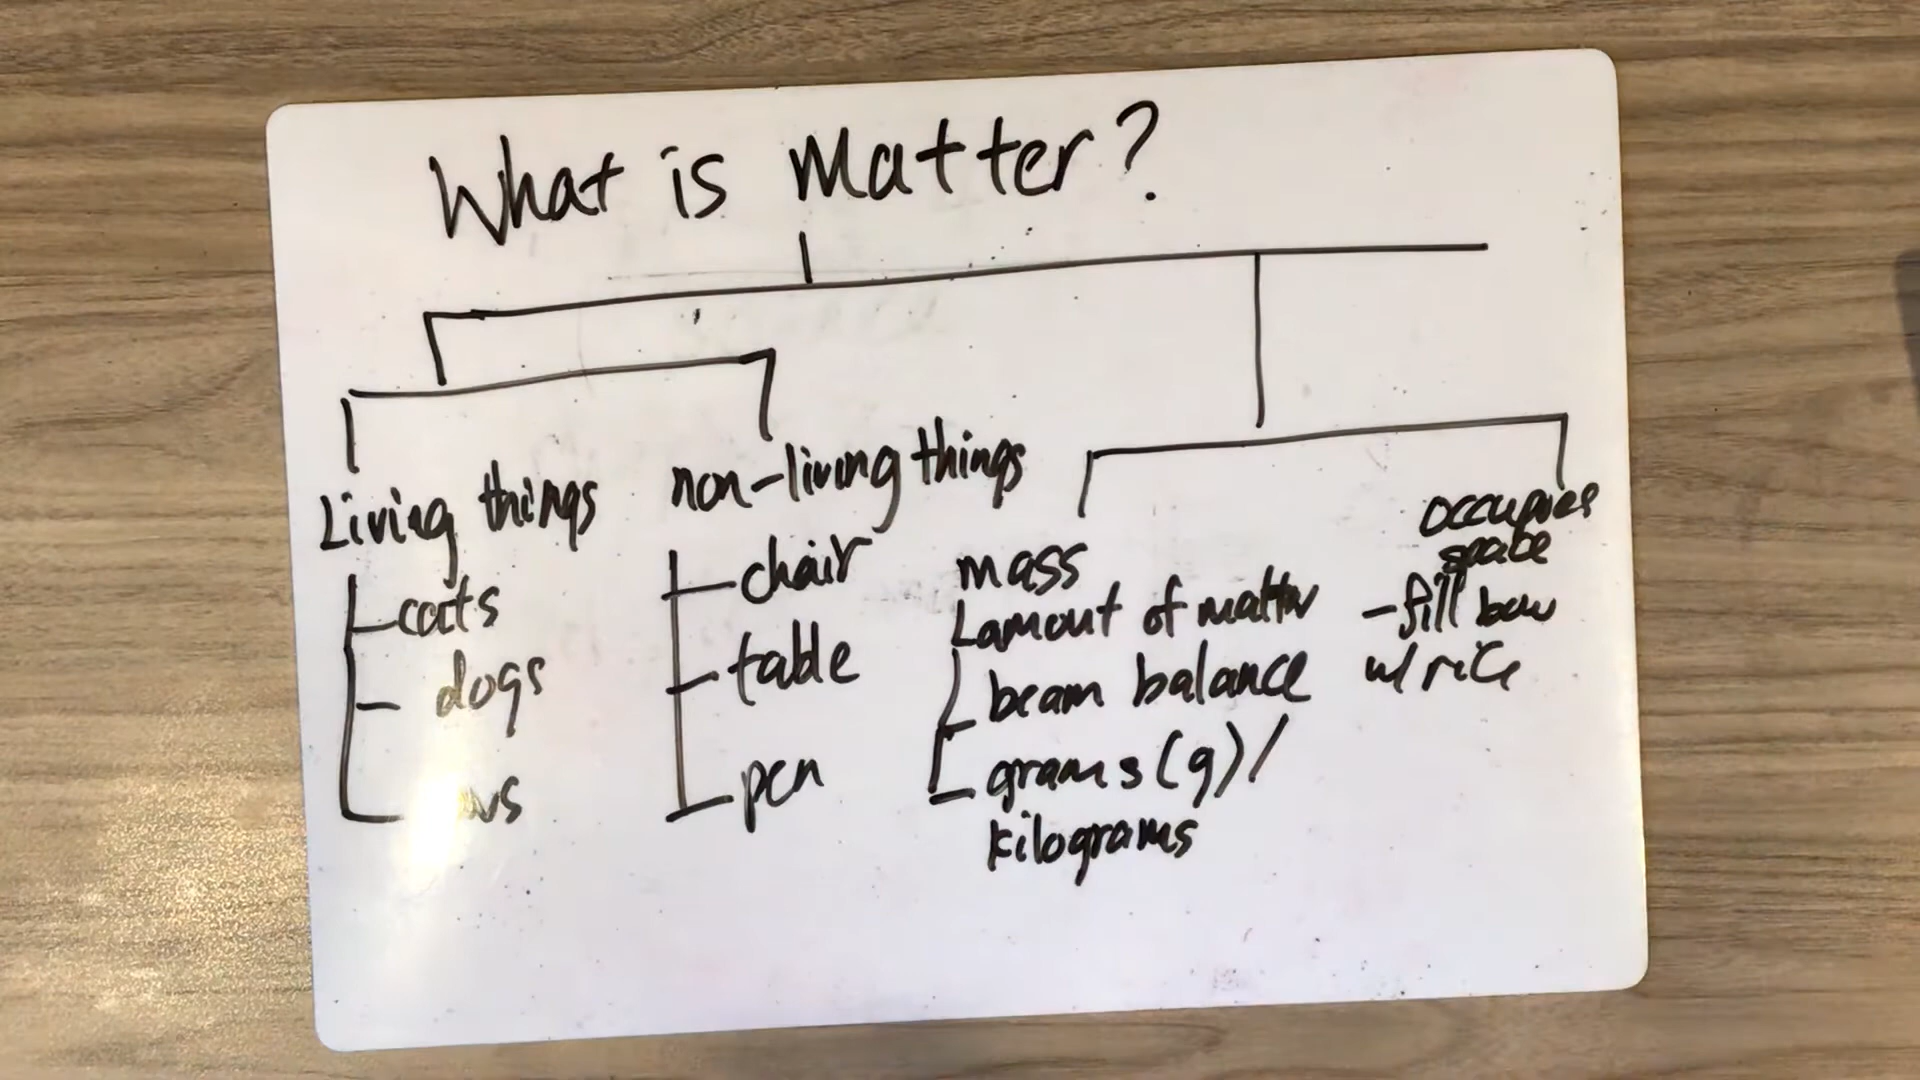 What is Matter?
Living things
cats
dogs
non-living things
- chair
- table
- pen
mass
amout of matter
beam balance
grams (g) /
kilograms
occupies
space
- fill bow
w/ rice